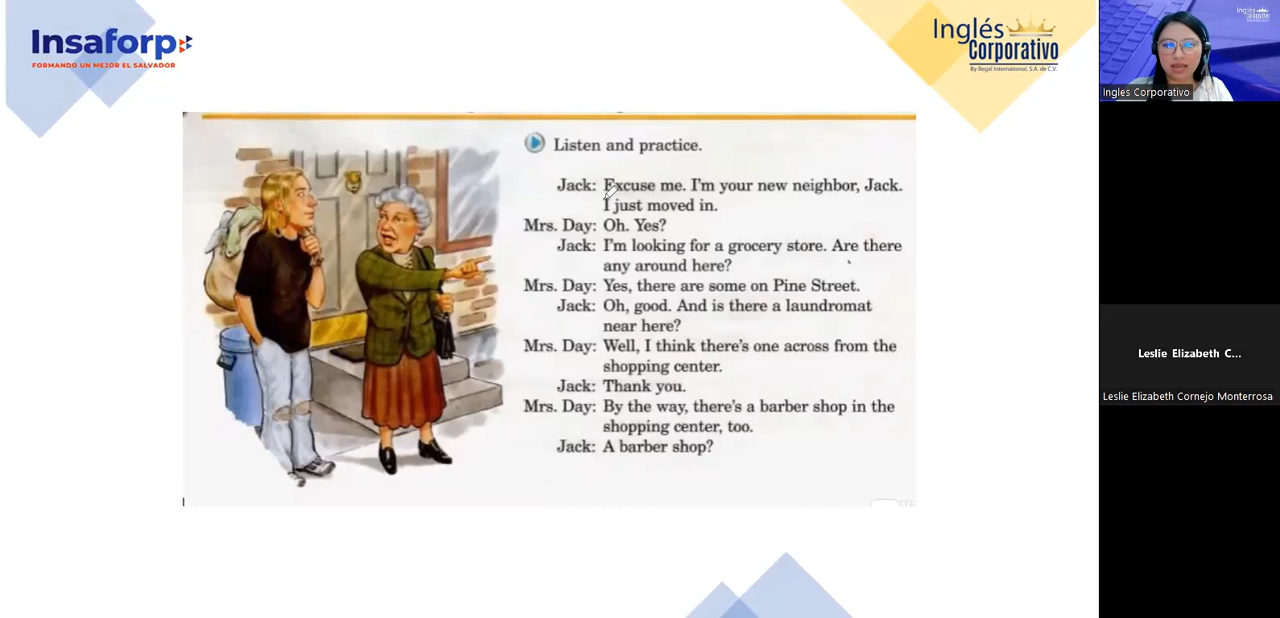 Insaforp
FORMANDO UN MEJOR EL SALVADOR
Inglés
Corporativo
By Regal International, S.A. de C.V.
Listen and practice.
Jack: Excuse me. I'm your new neighbor, Jack.
I just moved in.
Mrs. Day: Oh. Yes?
Jack: I'm looking for a grocery store. Are there
any around here?
Mrs. Day: Yes, there are some on Pine Street.
Jack: Oh, good. And is there a laundromat
near here?
Mrs. Day: Well, I think there's one across from the
shopping center.
Jack: Thank you.
Mrs. Day: By the way, there's a barber shop in the
shopping center, too.
Jack: A barber shop?
Ingles Corporativo
Leslie Elizabeth C...
Leslie Elizabeth Cornejo Monterrosa